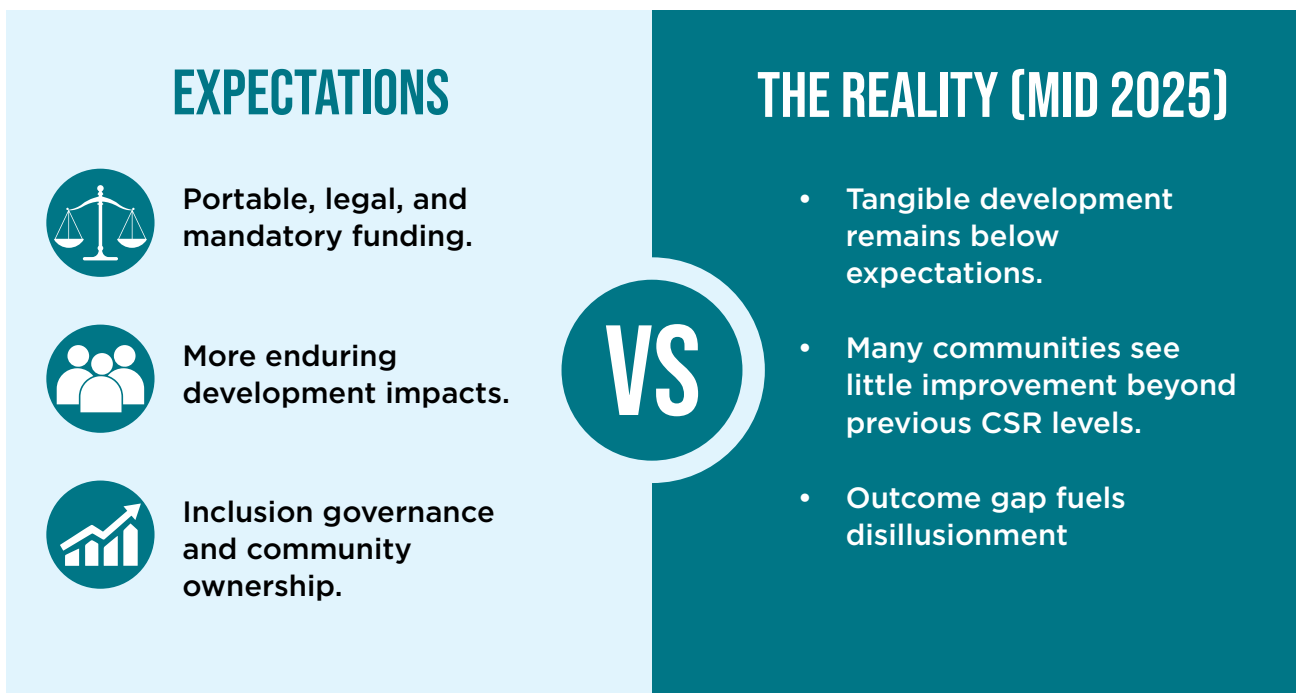 EXPECTATIONS
Portable, legal, and
mandatory funding.
More enduring
development impacts.
Inclusion governance
and community
ownership.
VS
THE REALITY (MID 2025)
• Tangible development
remains below
expectations.
• Many communities see
little improvement beyond
previous CSR levels.
• Outcome gap fuels
disillusionment